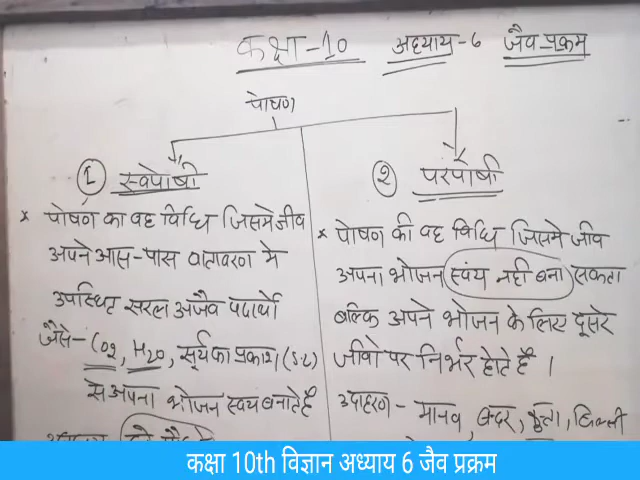 कक्षा-10 अध्याय-6 जैव प्रक्रम
पोषण
① स्वपोषी
* पोषण का वह विधि जिसमे जीव
अपने आस-पास वातावरण मे
उपस्थित सरल अजैव पदार्थो
जैसे- CO2, H2O, सूर्य का प्रकाश (S.L)
से अपना भोजन स्वय बनाते है
② परपोषी
* पोषण की वह विधि जिसमे जीव
अपना भोजन स्वंय नही बना सकता
बल्कि अपने भोजन के लिए दूसरे
जीवो पर निर्भर होते है ।
उदाहरण- मानव, बन्दर, कुत्ता, बिल्ली
कक्षा 10th विज्ञान अध्याय 6 जैव प्रक्रम